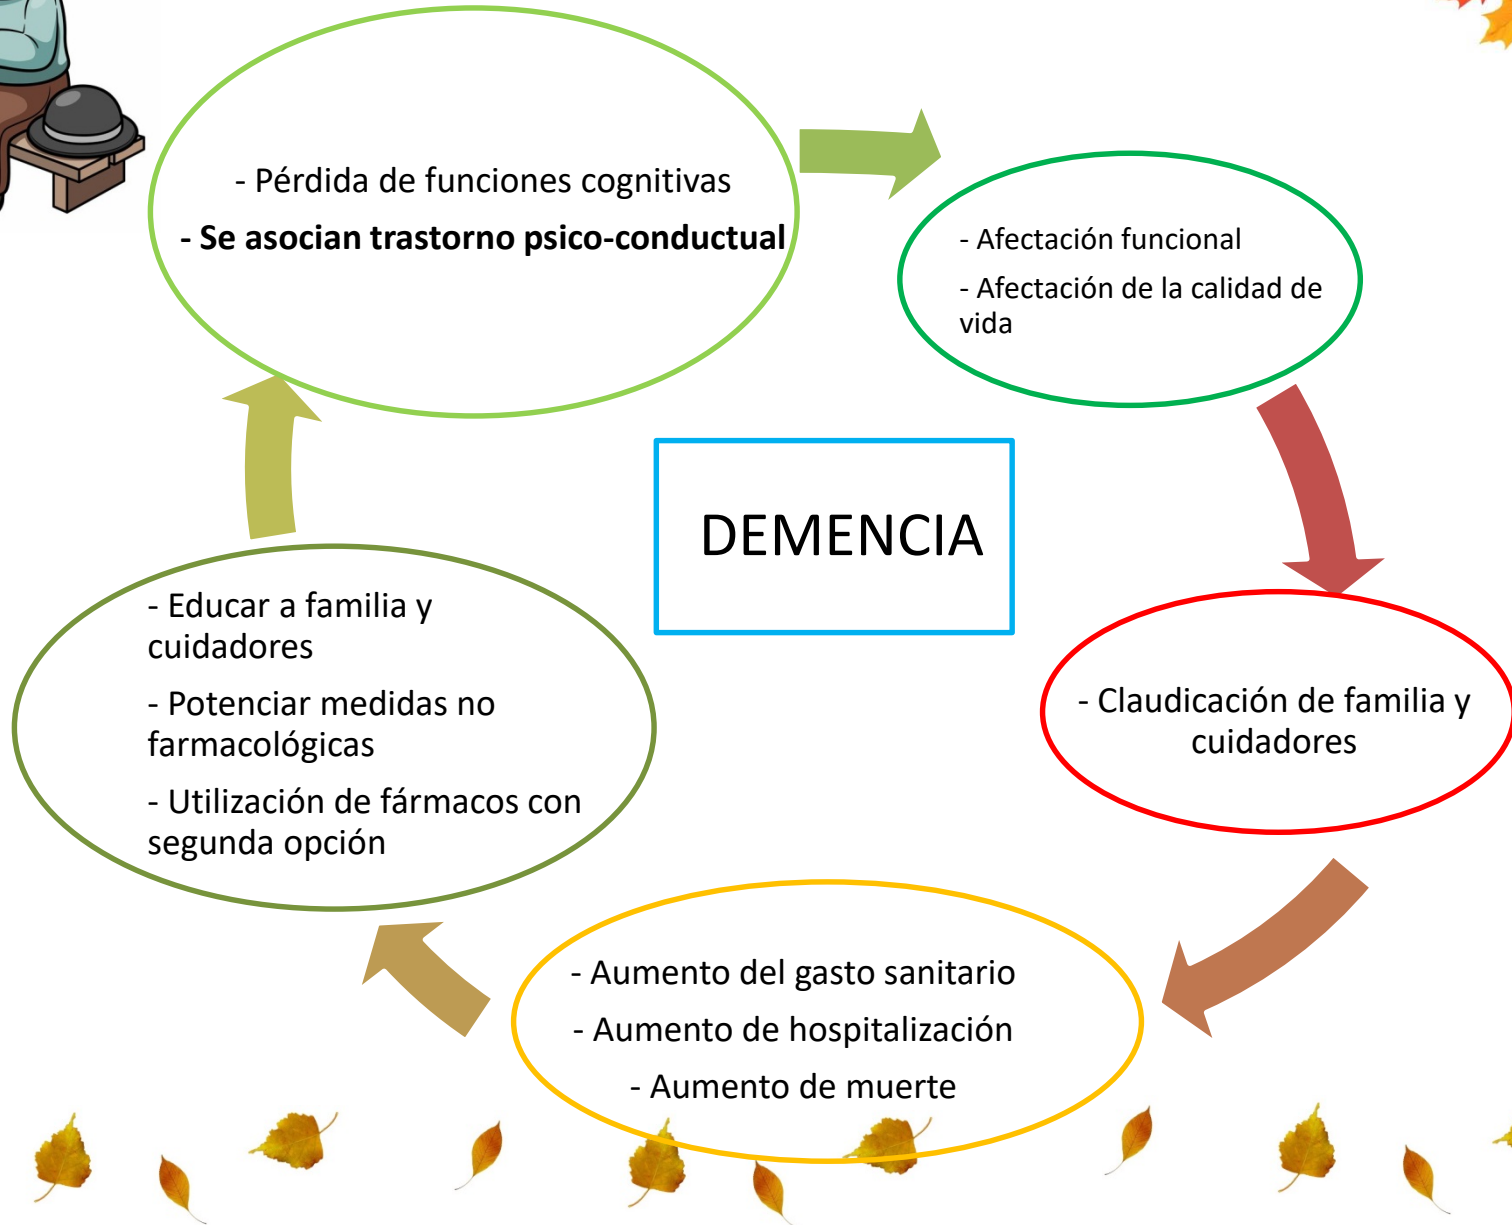 - Pérdida de funciones cognitivas
- Se asocian trastorno psico-conductual
- Afectación funcional
- Afectación de la calidad de
vida
DEMENCIA
- Claudicación de familia y
cuidadores
- Aumento del gasto sanitario
- Aumento de hospitalización
- Aumento de muerte
- Educar a familia y
cuidadores
- Potenciar medidas no
farmacológicas
- Utilización de fármacos con
segunda opción